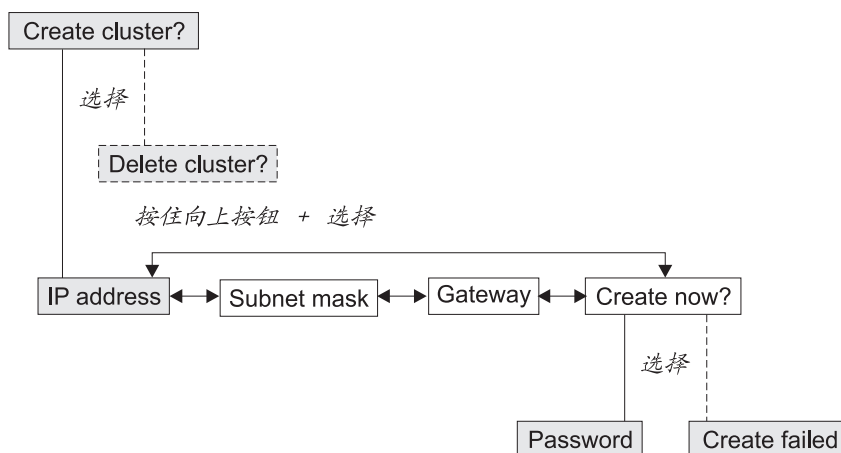 Create cluster?
选择
Delete cluster?
按住向上按钮 + 选择
IP address
Subnet mask
Gateway
Create now?
选择
Password
Create failed